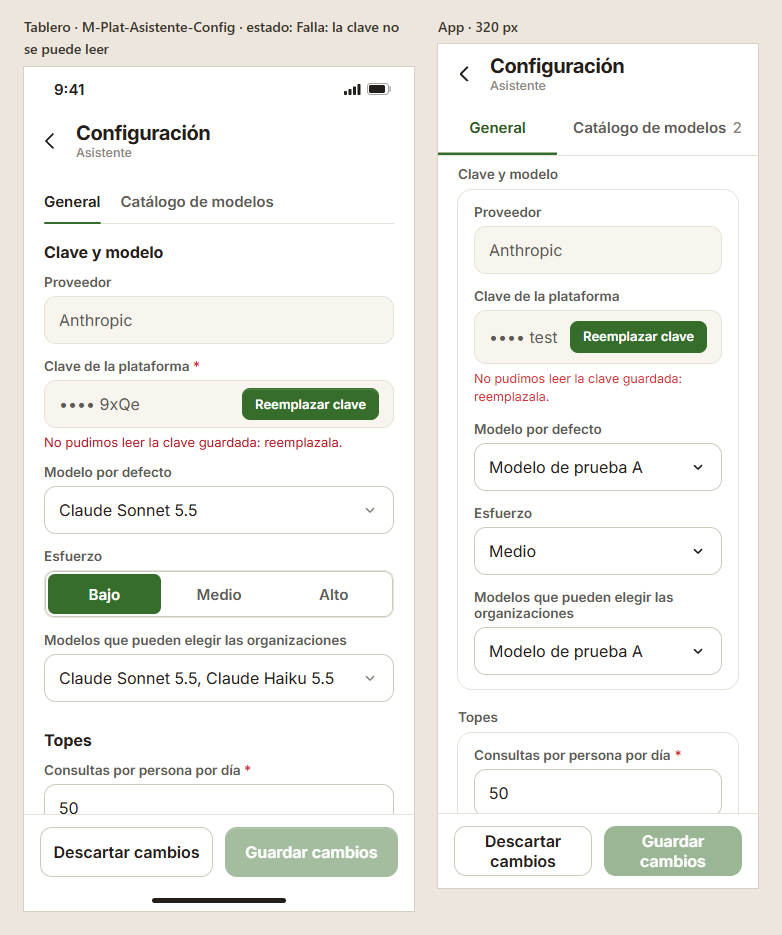 Tablero · M-Plat-Asistente-Config · estado: Falla: la clave no
se puede leer
9:41
Configuración
Asistente
General
Catálogo de modelos
Clave y modelo
Proveedor
Anthropic
Clave de la plataforma *
•••• 9xQe
Reemplazar clave
No pudimos leer la clave guardada: reemplazala.
Modelo por defecto
Claude Sonnet 5.5
Esfuerzo
Bajo
Medio
Alto
Modelos que pueden elegir las organizaciones
Claude Sonnet 5.5, Claude Haiku 5.5
Topes
Consultas por persona por día *
50
Descartar cambios
Guardar cambios
App · 320 px
Configuración
Asistente
General
Catálogo de modelos 2
Clave y modelo
Proveedor
Anthropic
Clave de la plataforma
•••• test
Reemplazar clave
No pudimos leer la clave guardada:
reemplazala.
Modelo por defecto
Modelo de prueba A
Esfuerzo
Medio
Modelos que pueden elegir las
organizaciones
Modelo de prueba A
Topes
Consultas por persona por día *
50
Descartar
cambios
Guardar
cambios